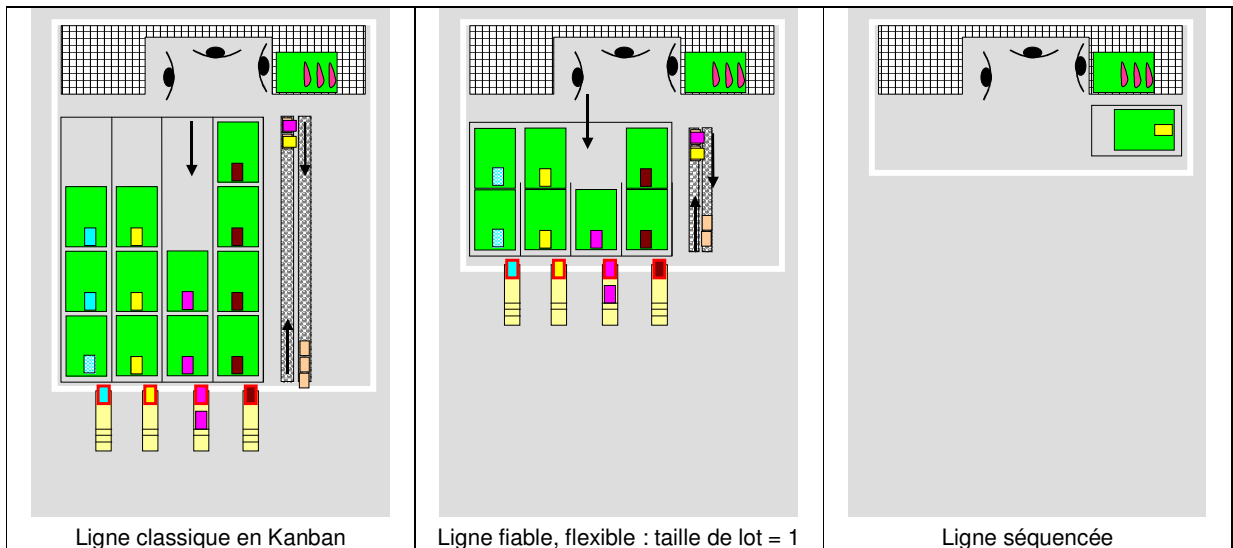 Ligne classique en Kanban
Ligne fiable, flexible : taille de lot = 1
Ligne séquencée